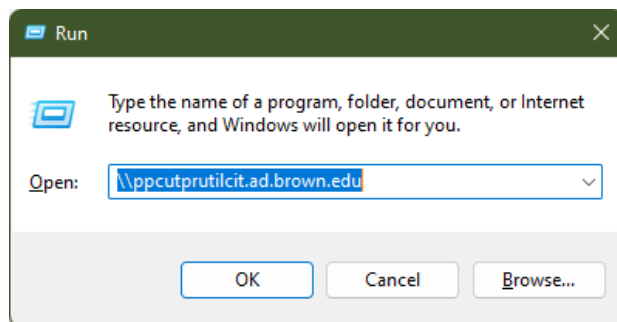 Run
Type the name of a program, folder, document, or Internet
resource, and Windows will open it for you.
Open: \\ppcutprutilcit.ad.brown.edu
OK Cancel Browse...